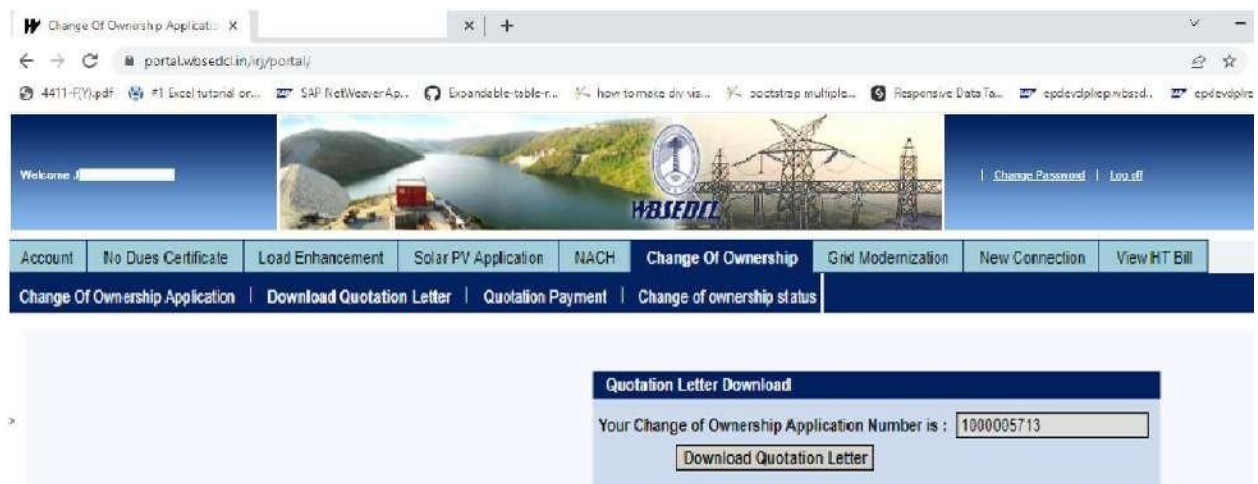 Change Of Ownership Applicatio X × | +
portal.wbsedcl.in/irj/portal/
4411-F(Y).pdf #1 Excel tutorial on... SAP NetWeaver Ap... Expandable-table-r... how to make div vis... bootstrap multiple... Responsive Data Ta... epdevdplrep.wbsed..
Welcome J
WBSEDCL
| Change Password | Log off
Account No Dues Certificate Load Enhancement Solar PV Application NACH Change Of Ownership Grid Modernization New Connection View HT Bill
Change Of Ownership Application | Download Quotation Letter | Quotation Payment | Change of ownership status
Quotation Letter Download
Your Change of Ownership Application Number is : 1000005713
Download Quotation Letter